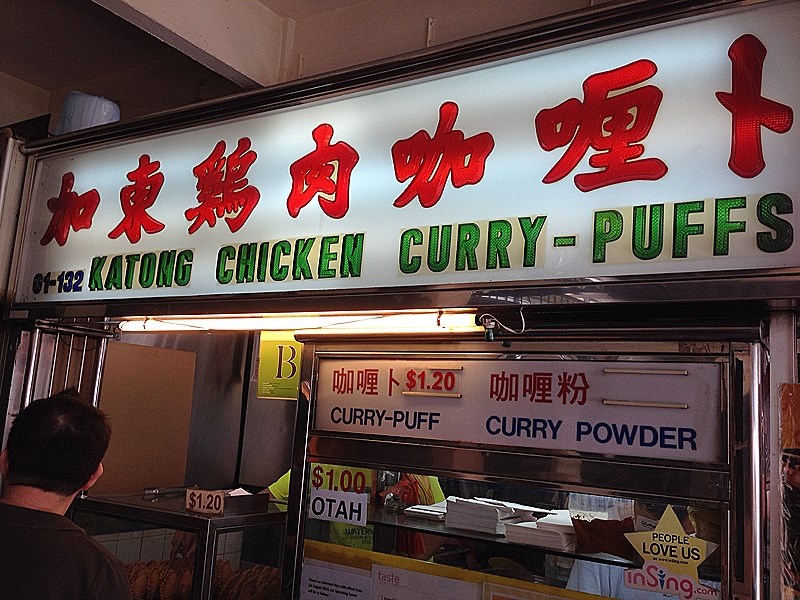 加東鷄肉咖喱卜
01-132 KATONG CHICKEN CURRY-PUFFS
B
咖喱卜 $1.20 咖喱粉
CURRY-PUFF CURRY POWDER
$1.00
OTAH
$1.20
PEOPLE
LOVE US
inSing.com
taste